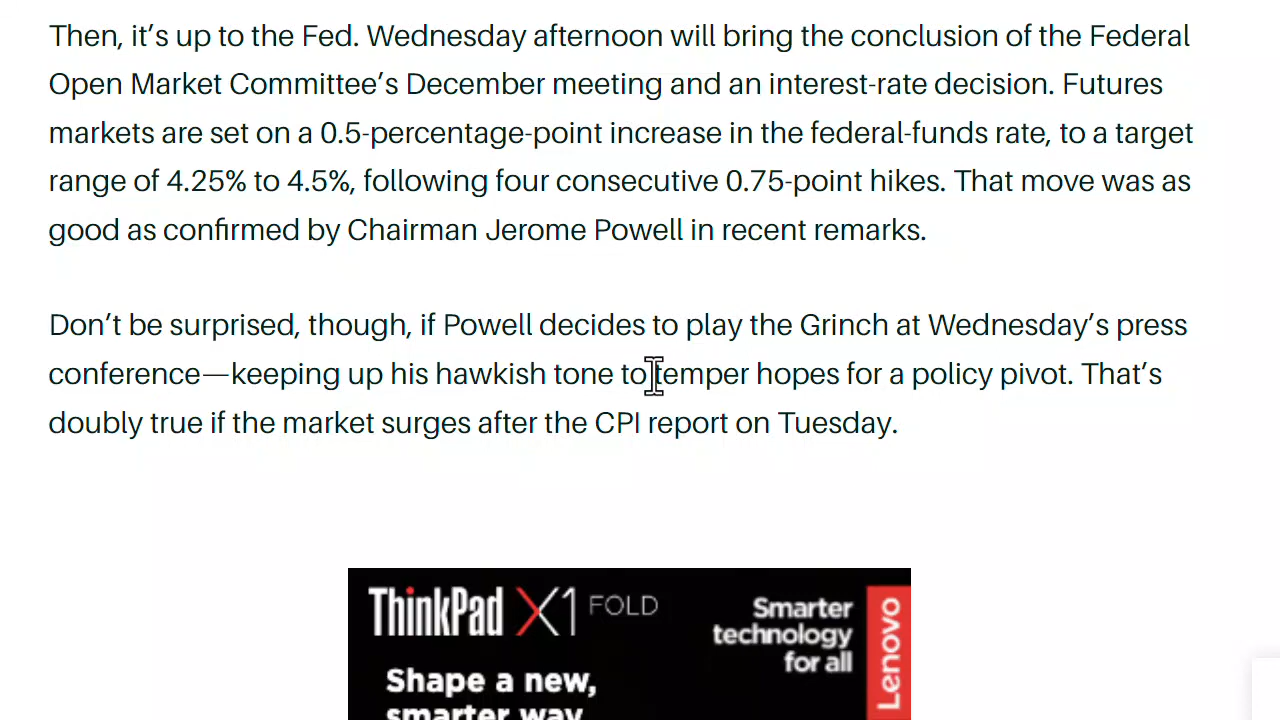 Then, it’s up to the Fed. Wednesday afternoon will bring the conclusion of the Federal
Open Market Committee’s December meeting and an interest-rate decision. Futures
markets are set on a 0.5-percentage-point increase in the federal-funds rate, to a target
range of 4.25% to 4.5%, following four consecutive 0.75-point hikes. That move was as
good as confirmed by Chairman Jerome Powell in recent remarks.
Don’t be surprised, though, if Powell decides to play the Grinch at Wednesday’s press
conference—keeping up his hawkish tone to temper hopes for a policy pivot. That’s
doubly true if the market surges after the CPI report on Tuesday.
ThinkPad X1 FOLD
Smarter
technology
for all
Lenovo
Shape a new,
smarter way